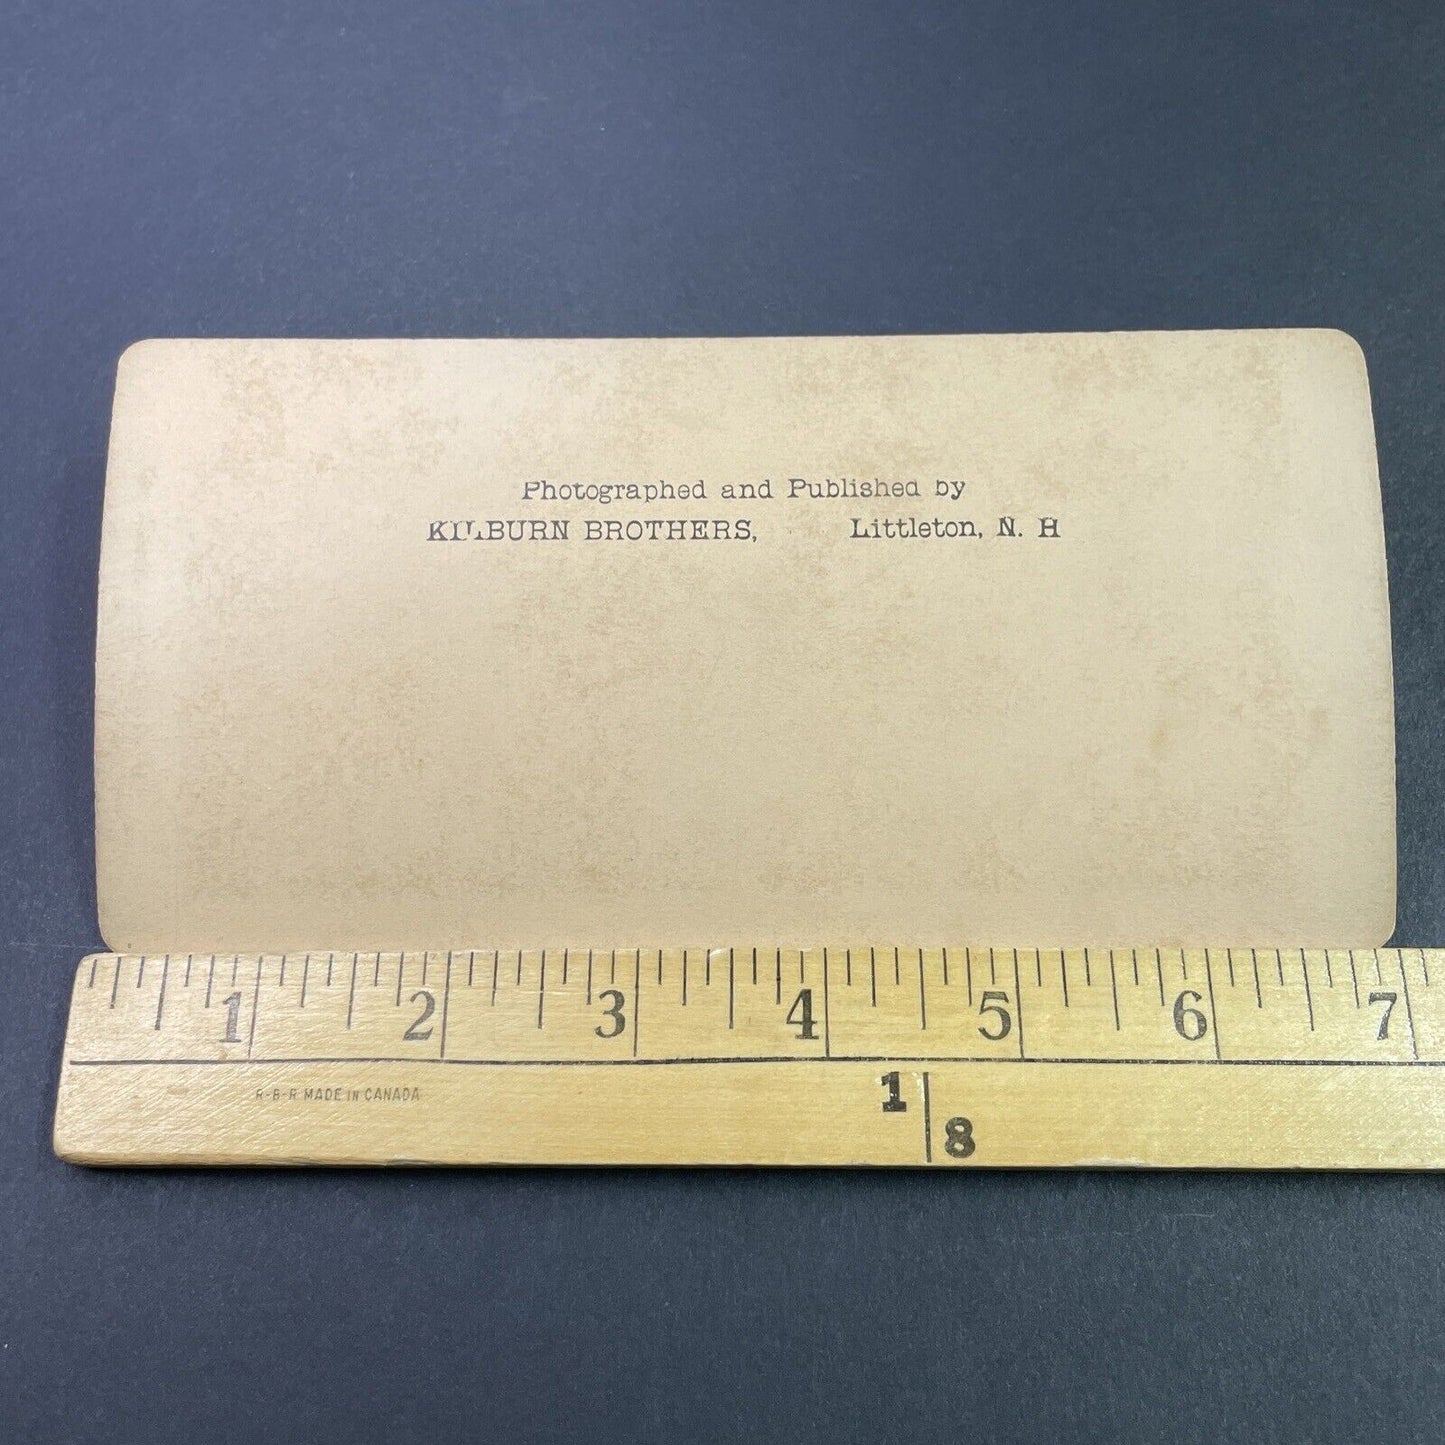 Photographed and Published by
KILBURN BROTHERS, Littleton, N. H
1 2 3 4 5 6 7
R-B-R MADE IN CANADA
1
8